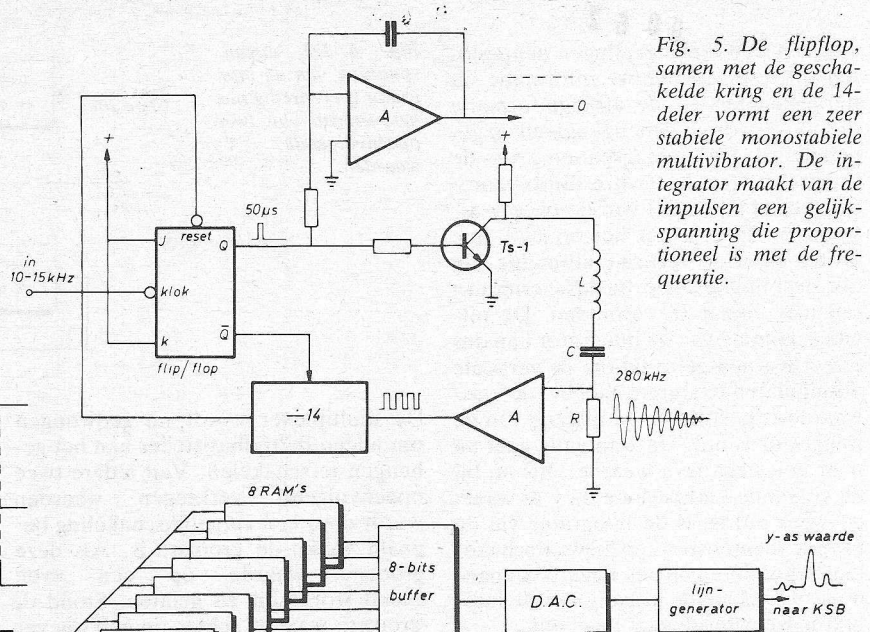 Fig. 5. De flipflop,
samen met de gescha-
kelde kring en de 14-
deler vormt een zeer
stabiele monostabiele
multivibrator. De in-
tegrator maakt van de
impulsen een gelijk-
spanning die propor-
tioneel is met de fre-
quentie.
A
0
+
+
50µs
j
reset
Q
Ts-1
in
10-15kHz
klok
L
k
Q̅
flip/flop
C
280kHz
÷14
A
R
8 RAM's
8-bits
buffer
D.A.C.
lijn-
generator
y-as waarde
naar KSB